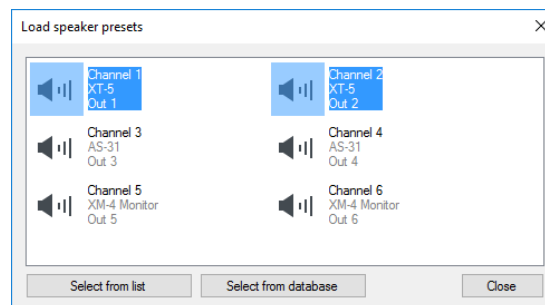 Load speaker presets
Channel 1
XT-5
Out 1
Channel 2
XT-5
Out 2
Channel 3
AS-31
Out 3
Channel 4
AS-31
Out 4
Channel 5
XM-4 Monitor
Out 5
Channel 6
XM-4 Monitor
Out 6
Select from list
Select from database
Close